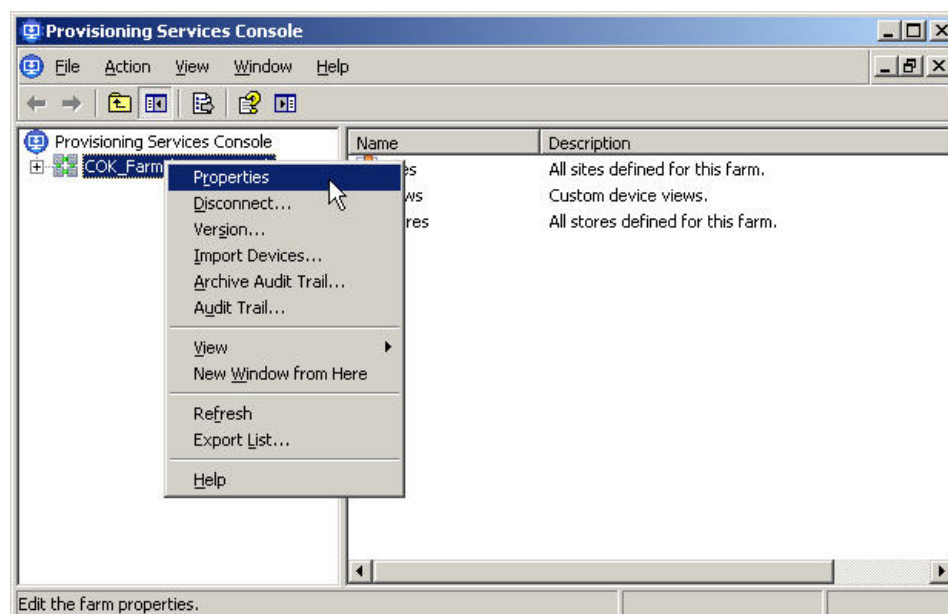 Provisioning Services Console
File Action View Window Help
Provisioning Services Console
COK_Farm
Name Description
All sites defined for this farm.
Custom device views.
All stores defined for this farm.
Properties
Disconnect...
Version...
Import Devices...
Archive Audit Trail...
Audit Trail...
View
New Window from Here
Refresh
Export List...
Help
Edit the farm properties.